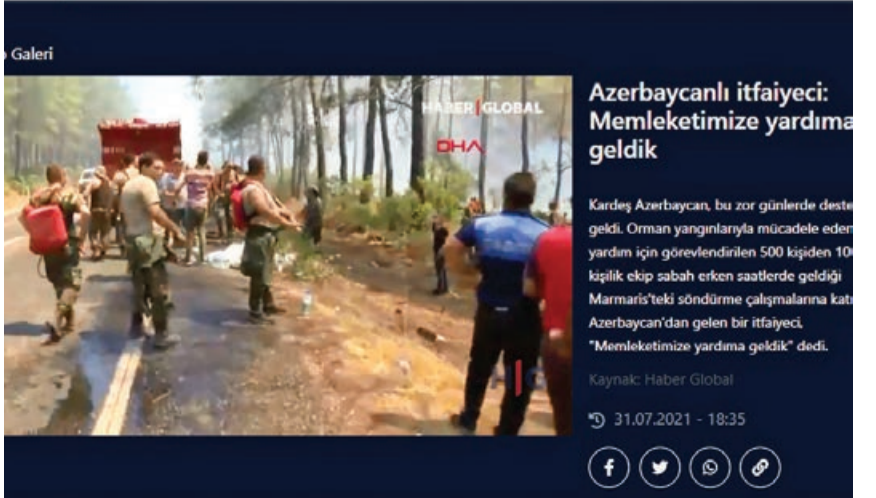 Galeri
HABER GLOBAL
DHA
Azerbaycanlı itfaiyeci:
Memleketimize yardıma
geldik
Kardeş Azerbaycan, bu zor günlerde deste
geldi. Orman yangınlarıyla mücadele eden
yardım için görevlendirilen 500 kişiden 10
kişilik ekip sabah erken saatlerde geldiği
Marmaris'teki söndürme çalışmalarına katı
Azerbaycan'dan gelen bir itfaiyeci,
"Memleketimize yardıma geldik" dedi.
Kaynak: Haber Global
31.07.2021 - 18:35